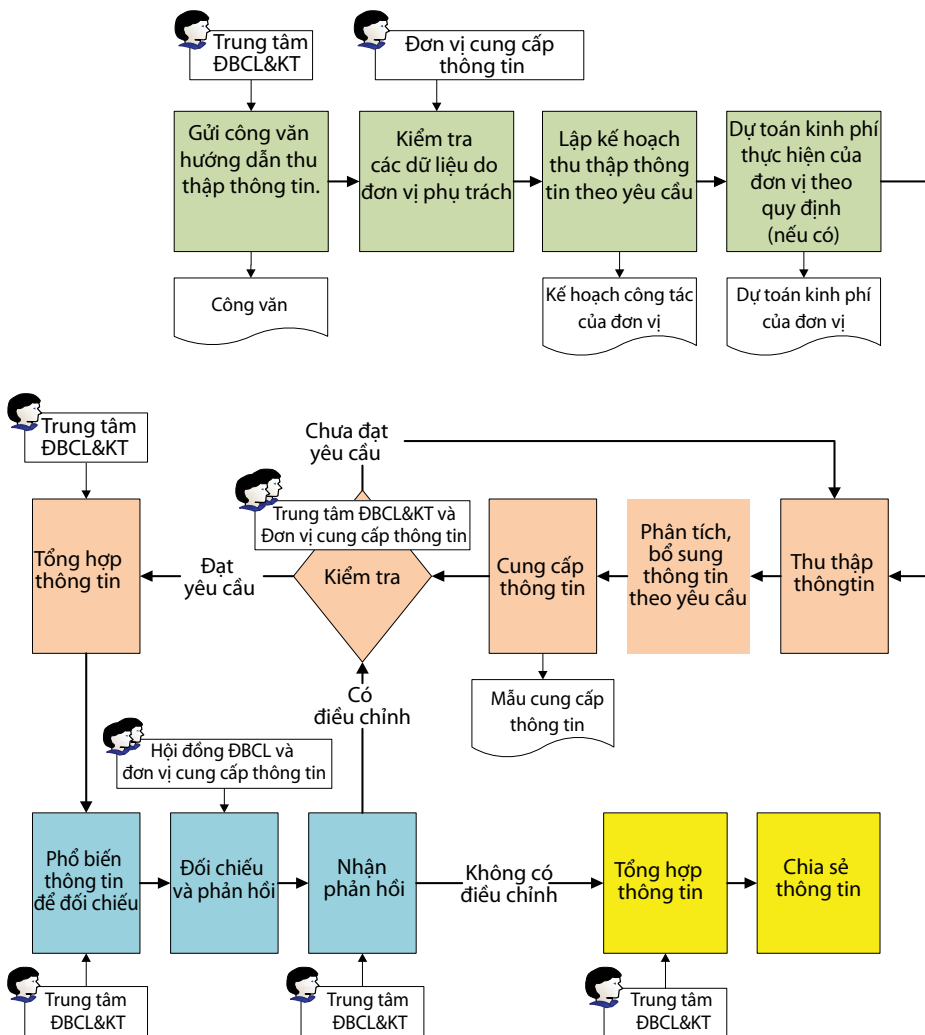 Trung tâm
ĐBCL&KT
Đơn vị cung cấp
thông tin
Gửi công văn
hướng dẫn thu
thập thông tin.
Kiểm tra
các dữ liệu do
đơn vị phụ trách
Lập kế hoạch
thu thập thông
tin theo yêu cầu
Dự toán kinh phí
thực hiện của
đơn vị theo
quy định
(nếu có)
Công văn
Kế hoạch công tác
của đơn vị
Dự toán kinh phí
của đơn vị
Trung tâm
ĐBCL&KT
Chưa đạt
yêu cầu
Trung tâm ĐBCL&KT và
Đơn vị cung cấp thông tin
Tổng hợp
thông tin
Đạt
yêu cầu
Kiểm tra
Cung cấp
thông tin
Phân tích,
bổ sung
thông tin
theo yêu cầu
Thu thập
thôngtin
Mẫu cung cấp
thông tin
Có
điều chỉnh
Hội đồng ĐBCL và
đơn vị cung cấp thông tin
Phổ biến
thông tin
để đối chiếu
Đối chiếu
và phản hồi
Nhận
phản hồi
Không có
điều chỉnh
Tổng hợp
thông tin
Chia sẻ
thông tin
Trung tâm
ĐBCL&KT
Trung tâm
ĐBCL&KT
Trung tâm
ĐBCL&KT